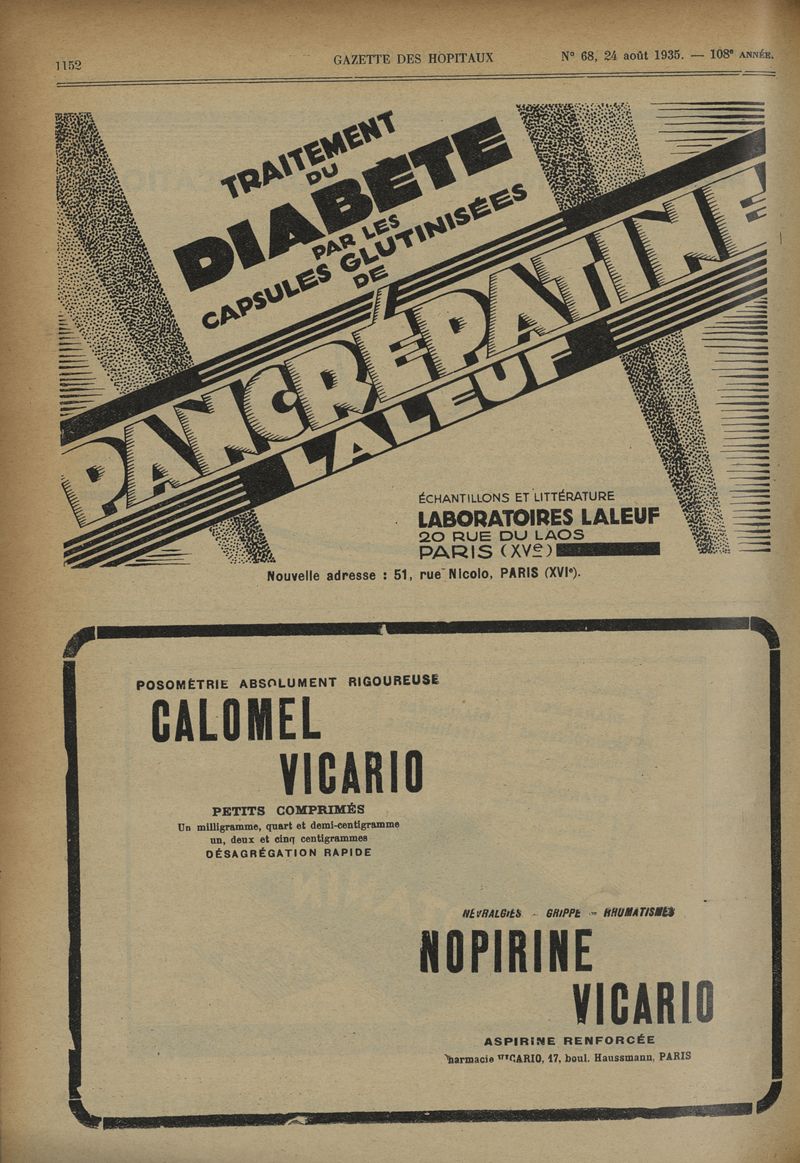 1152
GAZETTE DES HOPITAUX
N° 68, 24 août 1935. — 108e ANNÉE.
TRAITEMENT
DU
DIABÈTE
PAR LES
CAPSULES GLUTINISÉES
DE
PANCRÉPATINE
LALEUF
ÉCHANTILLONS ET LITTÉRATURE
LABORATOIRES LALEUF
20 RUE DU LAOS
PARIS (XVe)
Nouvelle adresse : 51, rue Nicolo, PARIS (XVIe).
POSOMÉTRIE ABSOLUMENT RIGOUREUSE
CALOMEL
VICARIO
PETITS COMPRIMÉS
Un milligramme, quart et demi-centigramme
un, deux et cinq centigrammes
DÉSAGRÉGATION RAPIDE
NÉVRALGIES - GRIPPE - RHUMATISMES
NOPIRINE
VICARIO
ASPIRINE RENFORCÉE
Pharmacie VICARIO, 17, boul. Haussmann, PARIS